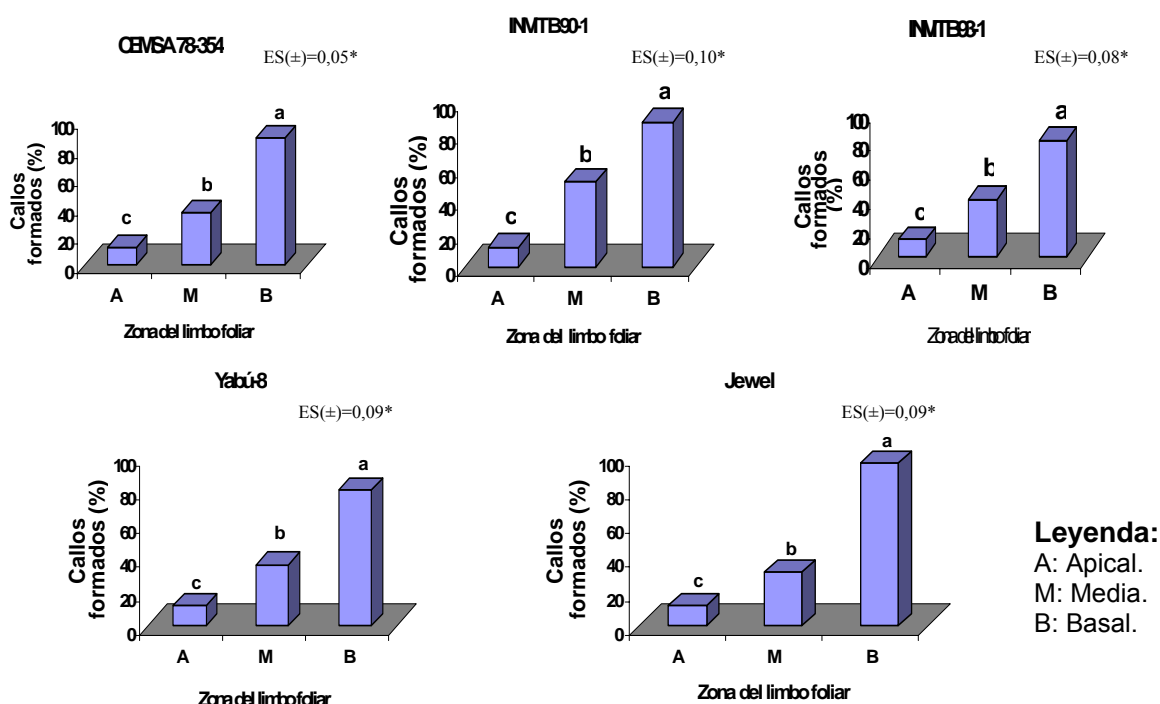 CEMSA 78-354
ES(±)=0,05*
Callos
formados (%)
100
80
60
40
20
0
c
b
a
A M B
Zona del limbo foliar
INIVITB90-1
ES(±)=0,10*
Callos
formados (%)
100
80
60
40
20
0
c
b
a
A M B
Zona del limbo foliar
INIVITB93-1
ES(±)=0,08*
Callos
formados
(%)
100
80
60
40
20
0
c
b
a
A M B
Zona del limbo foliar
Yabú-8
ES(±)=0,09*
Callos
formados (%)
100
80
60
40
20
0
c
b
a
A M B
Zona del limbo foliar
Jewel
ES(±)=0,09*
Callos
formados (%)
100
80
60
40
20
0
c
b
a
A M B
Zona del limbo foliar
Leyenda:
A: Apical.
M: Media.
B: Basal.